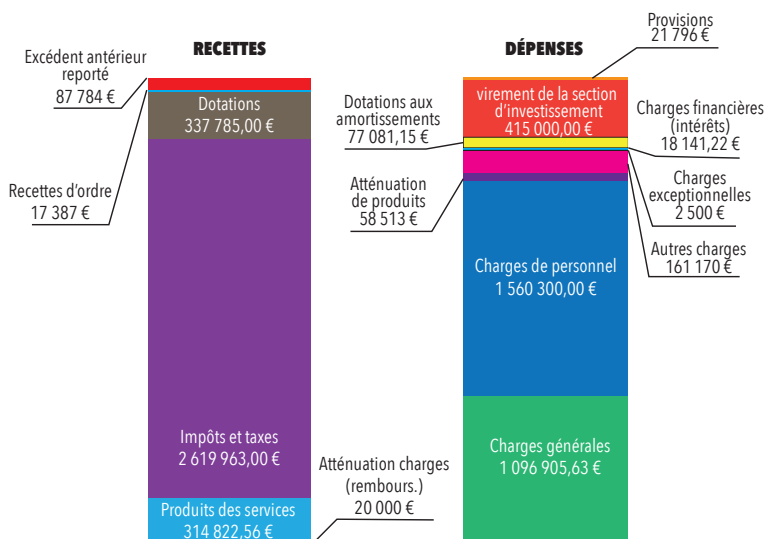 RECETTES
Excédent antérieur
reporté
87 784 €
Dotations
337 785,00 €
Recettes d'ordre
17 387 €
Impôts et taxes
2 619 963,00 €
Produits des services
314 822,56 €
Atténuation charges
(rembours.)
20 000 €
DÉPENSES
Provisions
21 796 €
virement de la section
d'investissement
415 000,00 €
Dotations aux
amortissements
77 081,15 €
Charges financières
(intérêts)
18 141,22 €
Charges
exceptionnelles
2 500 €
Atténuation
de produits
58 513 €
Autres charges
161 170 €
Charges de personnel
1 560 300,00 €
Charges générales
1 096 905,63 €